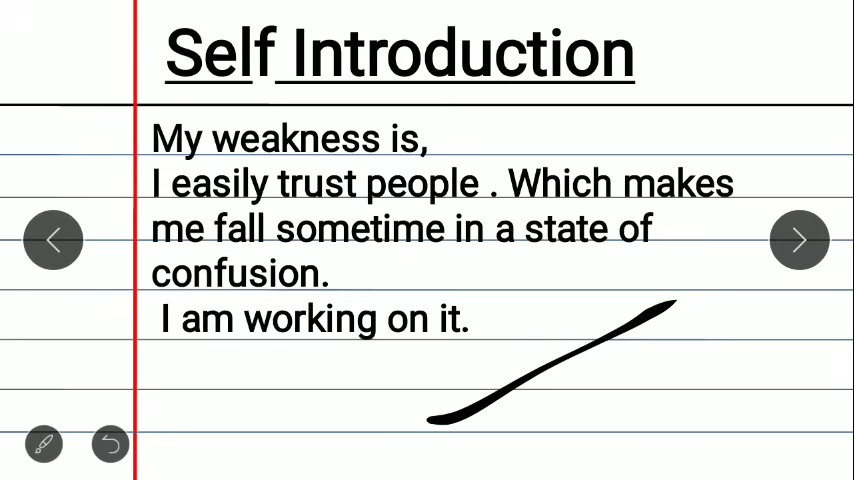 Self Introduction
My weakness is,
I easily trust people . Which makes
me fall sometime in a state of
confusion.
I am working on it.